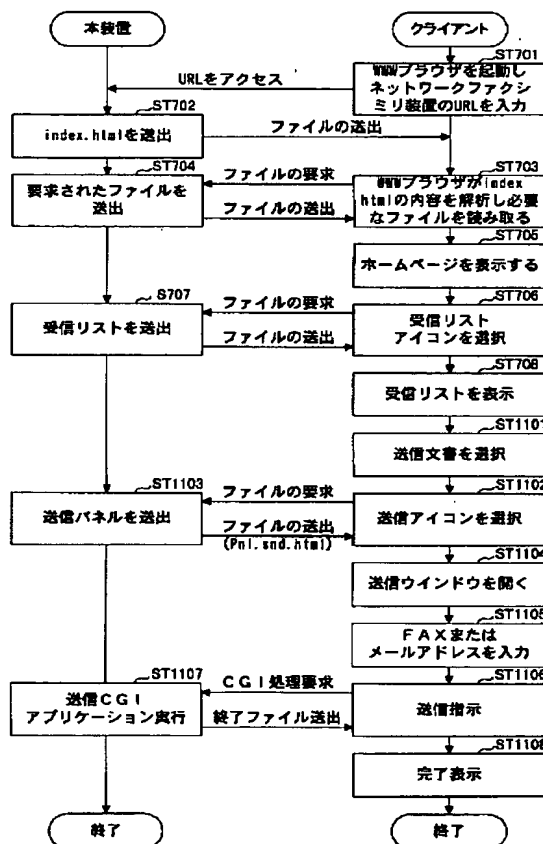 本装置
クライアント
ST701
WWWブラウザを起動し
ネットワークファクシ
ミリ装置のURLを入力
URLをアクセス
ST702
index.htmlを送出
ファイルの送出
ST704
要求されたファイルを
送出
ファイルの要求
ファイルの送出
ST703
WWWブラウザがindex
htmlの内容を解析し必要
なファイルを読み取る
ST705
ホームページを表示する
S707
受信リストを送出
ファイルの要求
ファイルの送出
ST706
受信リスト
アイコンを選択
ST708
受信リストを表示
ST1101
送信文書を選択
ST1103
送信パネルを送出
ファイルの要求
ファイルの送出
(Pnl.snd.html)
ST1102
送信アイコンを選択
ST1104
送信ウインドウを開く
ST1105
FAXまたは
メールアドレスを入力
ST1107
送信CGI
アプリケーション実行
CGI処理要求
終了ファイル送出
ST1106
送信指示
ST1108
完了表示
終了
終了